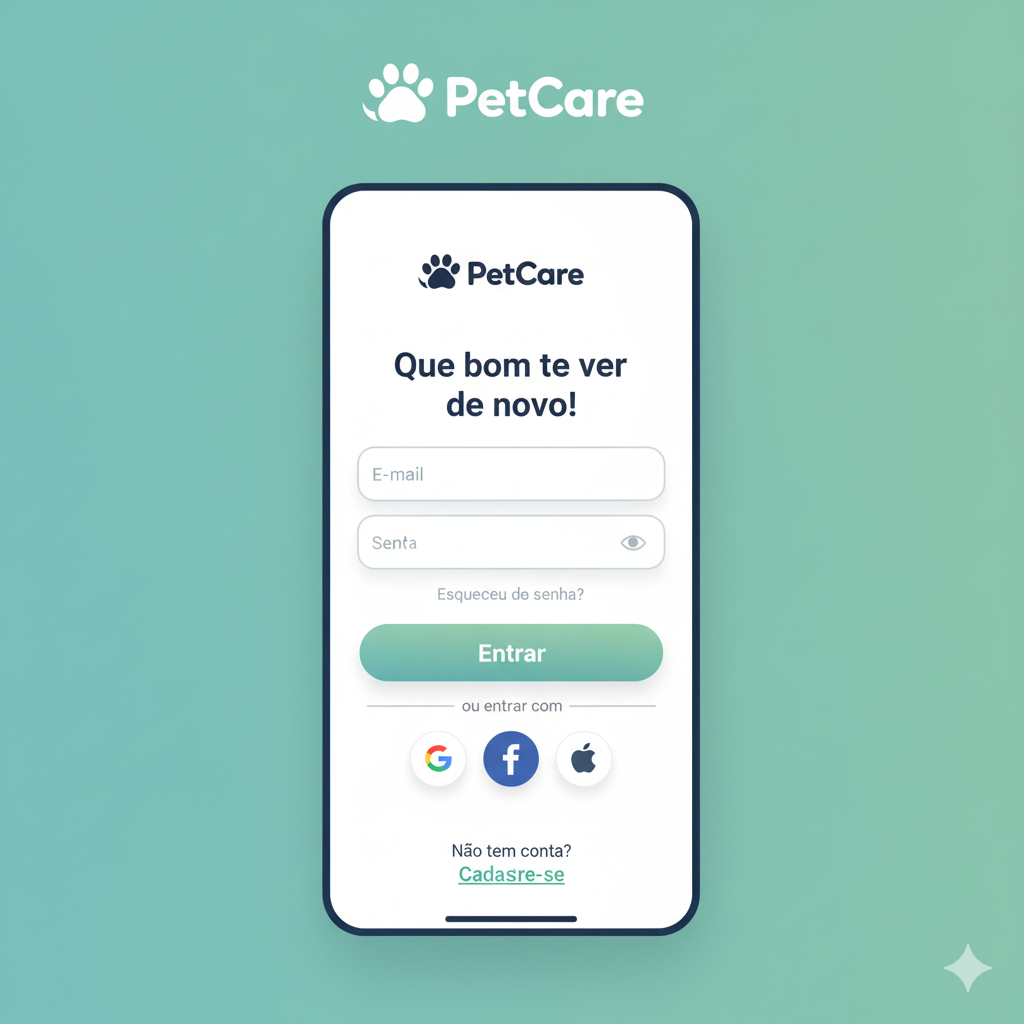 PetCare
PetCare
Que bom te ver
de novo!
E-mail
Senta
Esqueceu de senha?
Entrar
ou entrar com
G
f
Não tem conta?
Cadasre-se